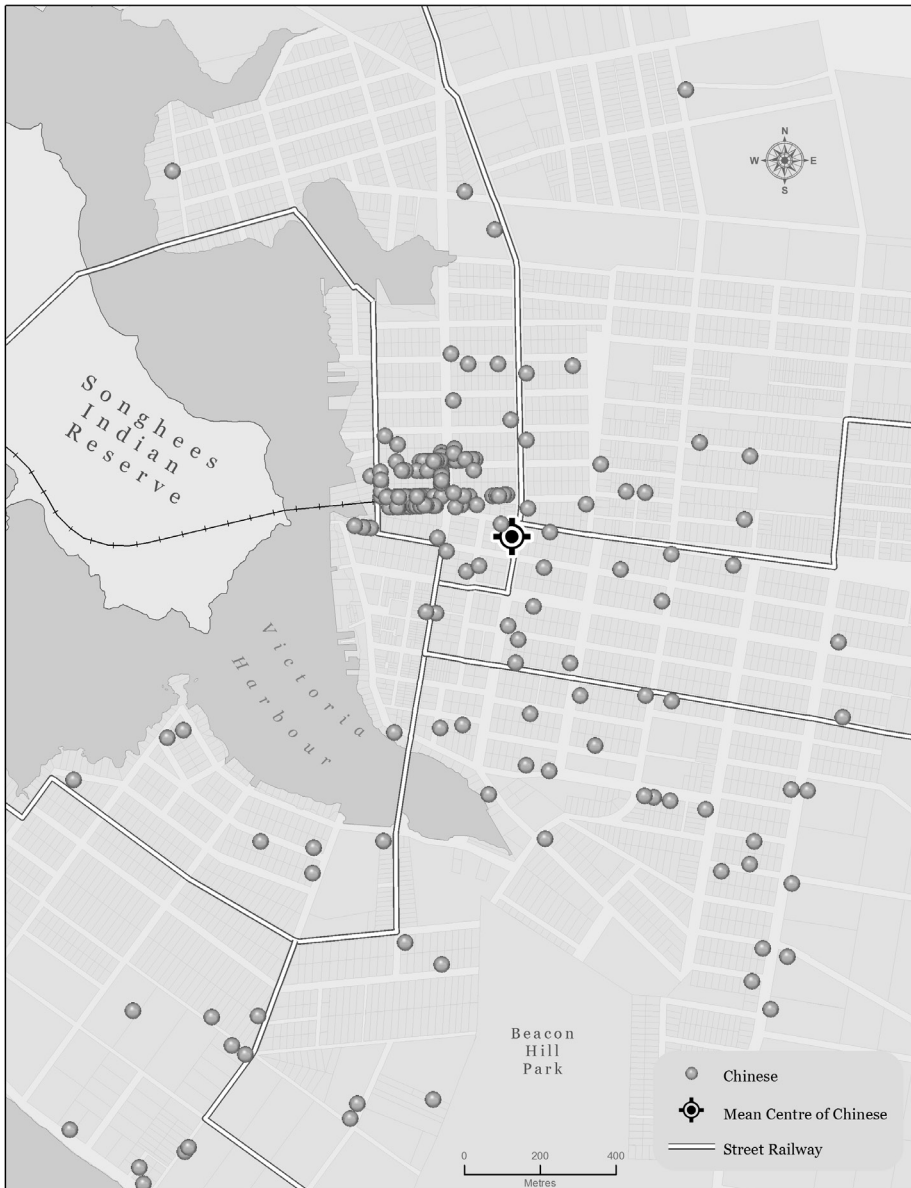 N
W E
S
Songhees
Indian
Reserve
Victoria
Harbour
Beacon
Hill
Park
Chinese
Mean Centre of Chinese
Street Railway
0 200 400
Metres